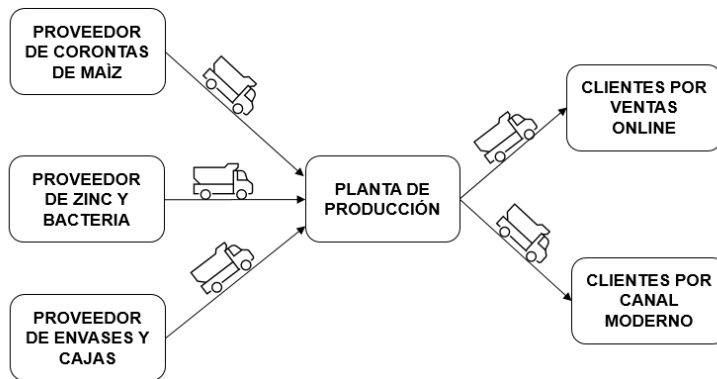 PROVEEDOR
DE CORONTAS
DE MAÌZ
PROVEEDOR
DE ZINC Y
BACTERIA
PROVEEDOR
DE ENVASES Y
CAJAS
PLANTA DE
PRODUCCIÓN
CLIENTES POR
VENTAS
ONLINE
CLIENTES POR
CANAL
MODERNO